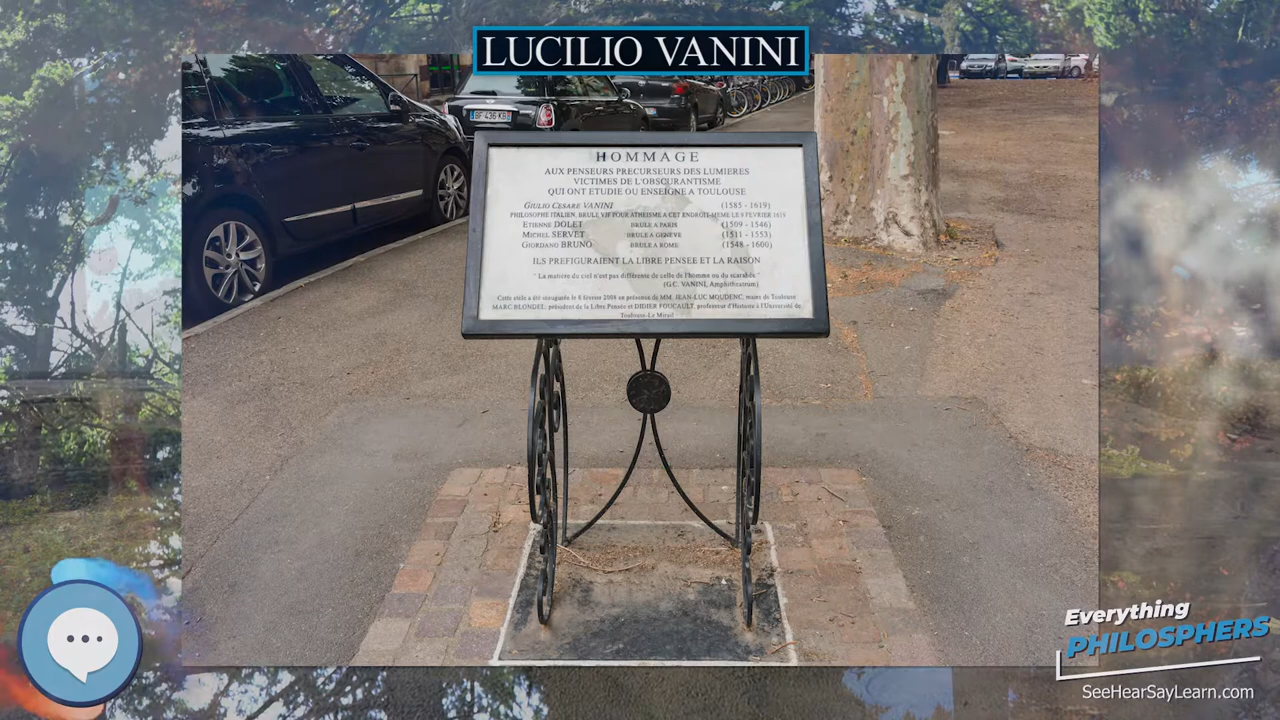 LUCILIO VANINI
BF 436 KB
HOMMAGE
AUX PENSEURS PRECURSEURS DES LUMIERES
VICTIMES DE L'OBSCURANTISME
QUI ONT ETUDIE OU ENSEIGNE A TOULOUSE
GIULIO CESARE VANINI (1585 - 1619)
PHILOSOPHE ITALIEN, BRULE VIF POUR ATHEISME A CET ENDROIT-MEME LE 9 FEVRIER 1619
ETIENNE DOLET BRULE A PARIS (1509 - 1546)
MICHEL SERVET BRULE A GENEVE (1511 - 1553)
GIORDANO BRUNO BRULE A ROME (1548 - 1600)
ILS PREFIGURAIENT LA LIBRE PENSEE ET LA RAISON
" La matière du ciel n'est pas différente de celle de l'homme ou du scarabée "
(G.C. VANINI, Amphitheatrum)
Cette stèle a été inaugurée le 8 février 2008 en présence de MM. JEAN-LUC MOUDENC, maire de Toulouse
MARC BLONDEL, président de la Libre Pensée et DIDIER FOUCAULT, professeur d'Histoire à l'Université de
Toulouse-Le Mirail
Everything
PHILOSPHERS
SeeHearSayLearn.com